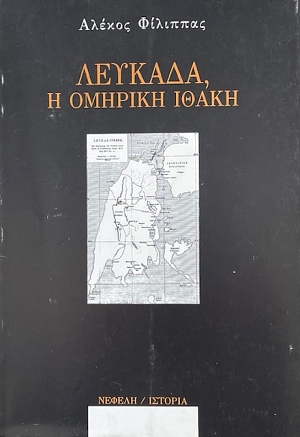 Αλέκος Φίλιππας
ΛΕΥΚΑΔΑ,
Η ΟΜΗΡΙΚΗ ΙΘΑΚΗ
ΝΕΦΕΛΗ / ΙΣΤΟΡΙΑ